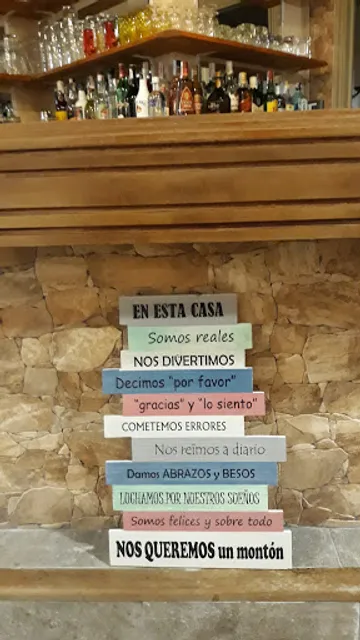 EN ESTA CASA
Somos reales
NOS DIVERTIMOS
Decimos "por favor"
"gracias" y "lo siento"
COMETEMOS ERRORES
Nos reímos a diario
Damos ABRAZOS y BESOS
LUCHAMOS POR NUESTROS SUEÑOS
Somos felices y sobre todo
NOS QUEREMOS un montón